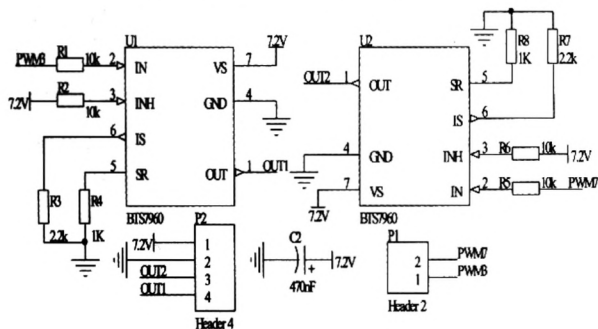 U1
PWM3 R1 10k 2 IN VS 7 7.2V
7.2V R2 10k 3 INH GND 4
6 IS
5 SR OUT 1 OUT1
R3 2.2k
R4 1K
BTS7960
U2
R8 1K
R7 2.2k
OUT2 1 OUT SR 5
IS 6
4 GND INH 3 R6 10k 7.2V
7 VS IN 2 R5 10k PWM7
7.2V
BTS7960
P2
7.2V 1
2
OUT2 3
OUT1 4
Header 4
C2
+
7.2V
470nF
P1
2 PWM7
1 PWM3
Header 2